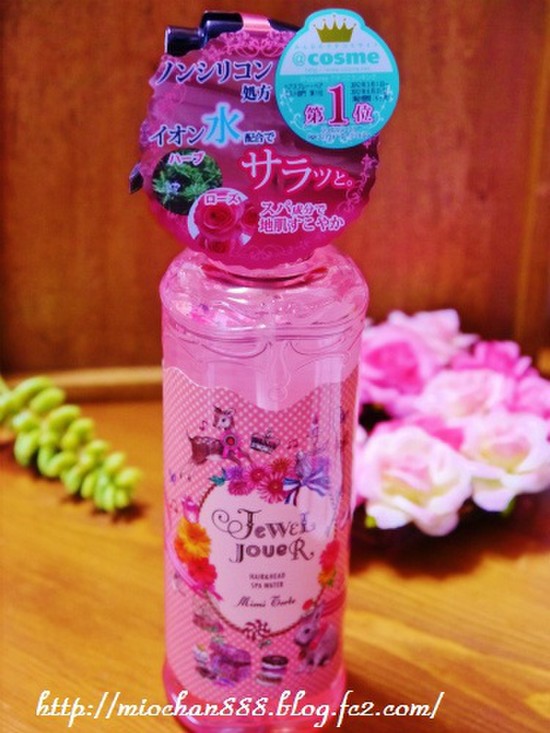 @cosme
ノンシリコン
処方
第1位
イオン水配合で
ハーブ
サラッと。
ローズ
スパ成分で
地肌すこやか
JEWEL
JOUER
HAIR&HEAD
SPA WATER
Mimi Torte
http://miochan888.blog.fc2.com/